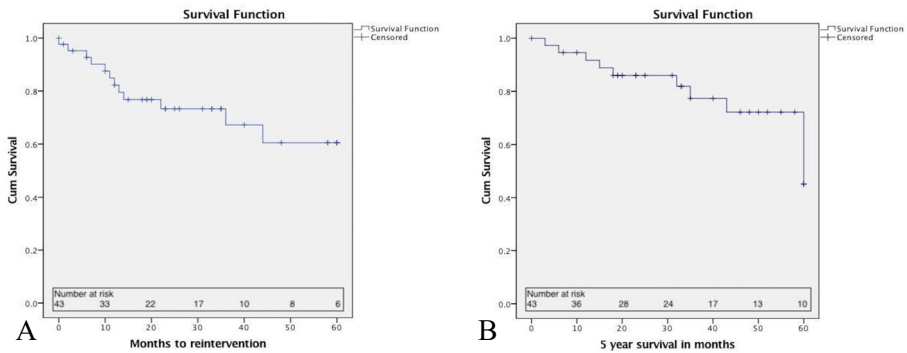 Survival Function
Survival Function
Censored
Cum Survival
1.0
0.8
0.6
0.4
0.2
0.0
Number at risk
43 33 22 17 10 8 6
0 10 20 30 40 50 60
Months to reintervention
A
Survival Function
Survival Function
Censored
Cum Survival
1.0
0.8
0.6
0.4
0.2
0.0
Number at risk
43 36 28 24 17 13 10
0 10 20 30 40 50 60
5 year survival in months
B